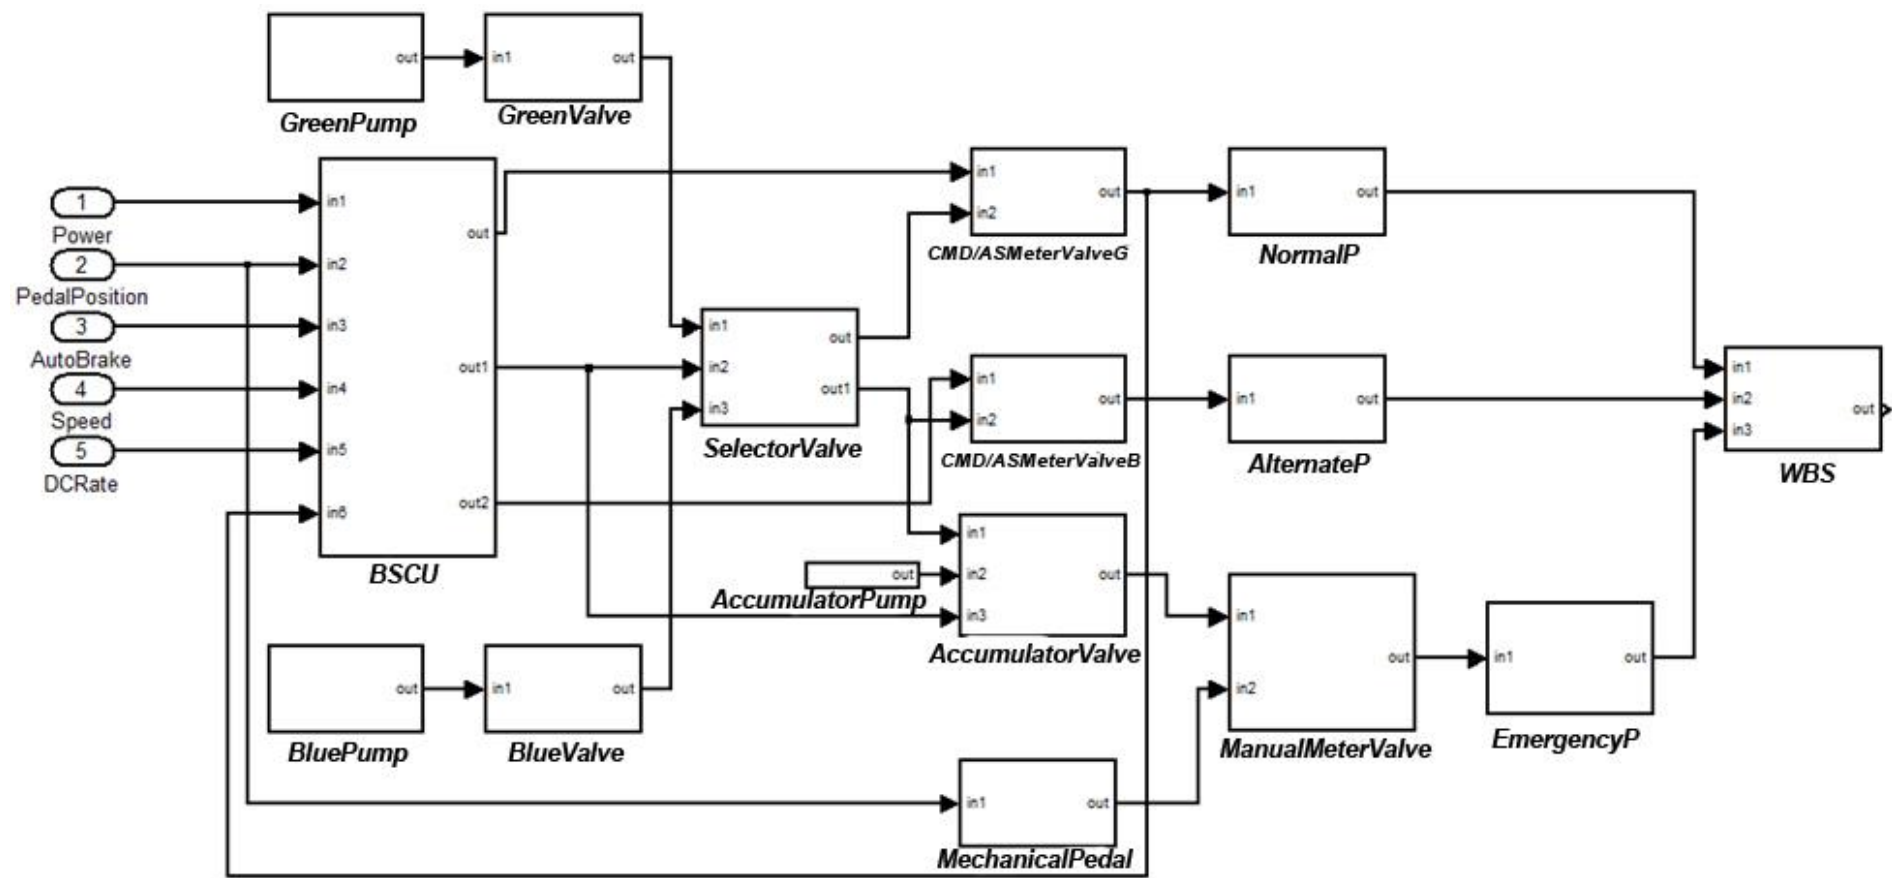 out
GreenPump
in1
out
GreenValve
1
Power
2
PedalPosition
3
AutoBrake
4
Speed
5
DCRate
in1
in2
in3
in4
in5
in6
out
out1
out2
BSCU
out
BluePump
in1
out
BlueValve
in1
in2
in3
out
out1
SelectorValve
in1
in2
out
CMD/ASMeterValveG
in1
in2
out
CMD/ASMeterValveB
out
AccumulatorPump
in1
in2
in3
out
AccumulatorValve
in1
out
MechanicalPedal
in1
out
NormalP
in1
out
AlternateP
in1
in2
out
ManualMeterValve
in1
out
EmergencyP
in1
in2
in3
out
WBS